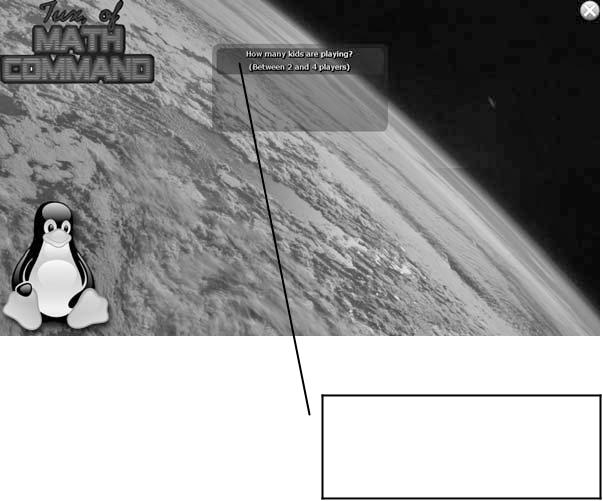 Tux, of
MATH
COMMAND
How many kids are playing?
(Between 2 and 4 players)